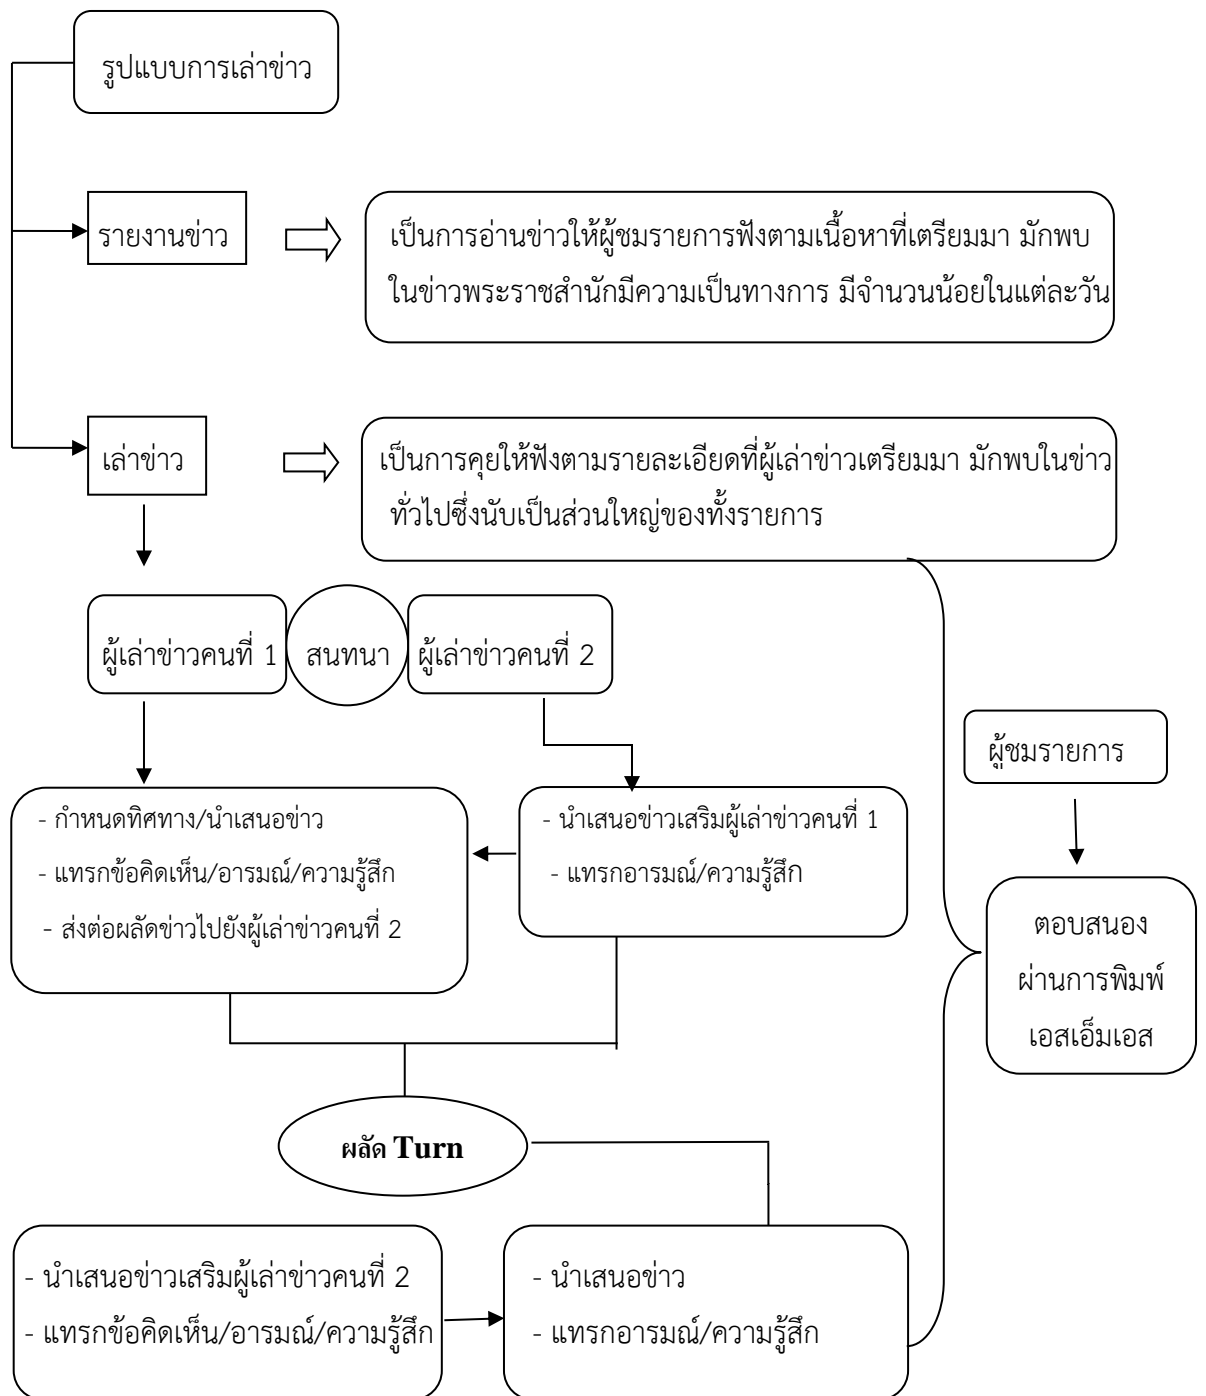 รูปแบบการเล่าข่าว
รายงานข่าว
เป็นการอ่านข่าวให้ผู้ชมรายการฟังตามเนื้อหาที่เตรียมมา มักพบ
ในข่าวพระราชสำนักมีความเป็นทางการ มีจำนวนน้อยในแต่ละวัน
เล่าข่าว
เป็นการคุยให้ฟังตามรายละเอียดที่ผู้เล่าข่าวเตรียมมา มักพบในข่าว
ทั่วไปซึ่งนับเป็นส่วนใหญ่ของทั้งรายการ
ผู้เล่าข่าวคนที่ 1
สนทนา
ผู้เล่าข่าวคนที่ 2
ผู้ชมรายการ
- กำหนดทิศทาง/นำเสนอข่าว
- แทรกข้อคิดเห็น/อารมณ์/ความรู้สึก
- ส่งต่อผลัดข่าวไปยังผู้เล่าข่าวคนที่ 2
- นำเสนอข่าวเสริมผู้เล่าข่าวคนที่ 1
- แทรกอารมณ์/ความรู้สึก
ตอบสนอง
ผ่านการพิมพ์
เอสเอ็มเอส
ผลัด Turn
- นำเสนอข่าวเสริมผู้เล่าข่าวคนที่ 2
- แทรกข้อคิดเห็น/อารมณ์/ความรู้สึก
- นำเสนอข่าว
- แทรกอารมณ์/ความรู้สึก